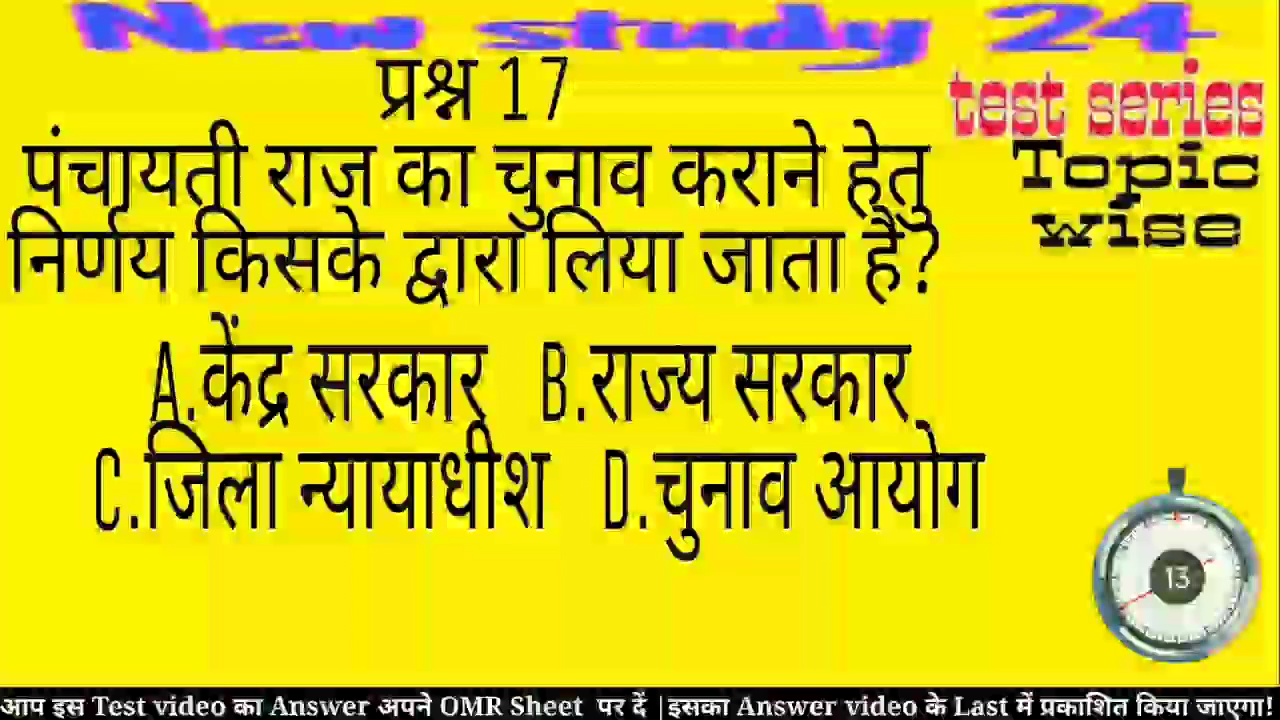 New study 24
test series
Topic
wise
प्रश्न 17
पंचायती राज का चुनाव कराने हेतु
निर्णय किसके द्वारा लिया जाता है?
A.केंद्र सरकार B.राज्य सरकार
C.जिला न्यायाधीश D.चुनाव आयोग
13
आप इस Test video का Answer अपने OMR Sheet पर दें |इसका Answer video के Last में प्रकाशित किया जाएगा!